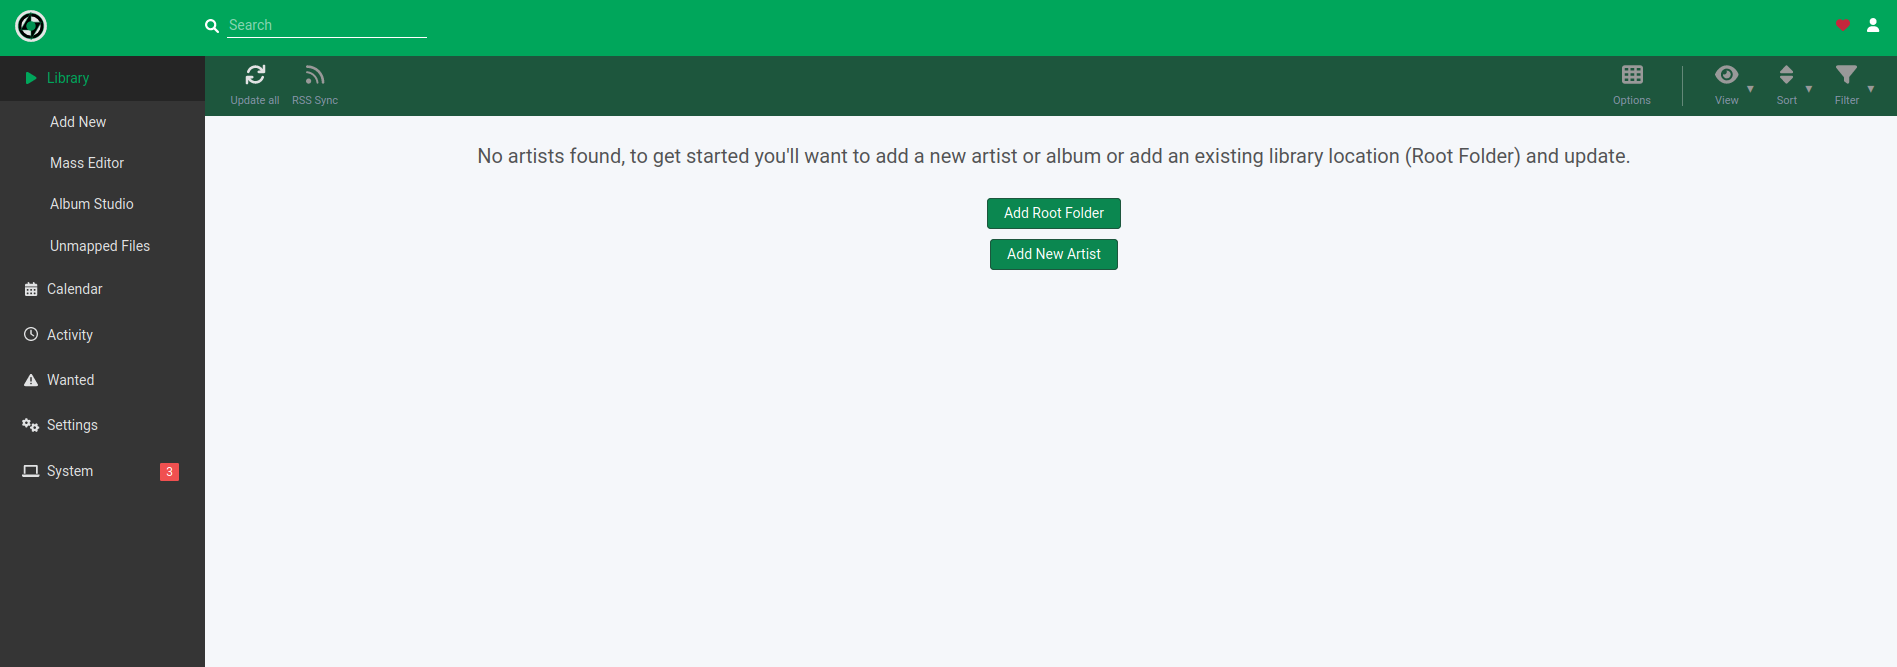 Search
Library
Add New
Mass Editor
Album Studio
Unmapped Files
Calendar
Activity
Wanted
Settings
System 3
Update all RSS Sync Options View Sort Filter
No artists found, to get started you'll want to add a new artist or album or add an existing library location (Root Folder) and update.
Add Root Folder
Add New Artist